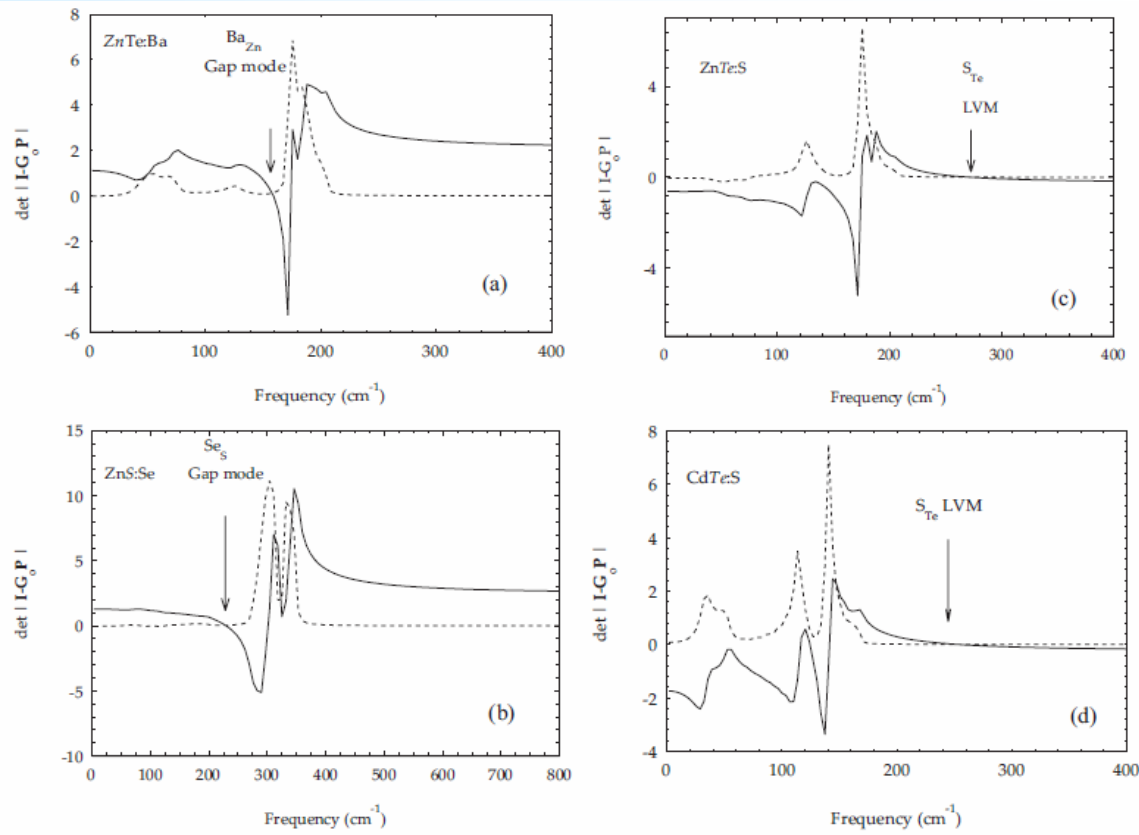 ZnTe:Ba
Ba_Zn
Gap mode
8
6
4
2
0
-2
-4
-6
det | I-G_o P |
(a)
0 100 200 300 400
Frequency (cm^-1)
ZnTe:S
S_Te
LVM
4
0
-4
det | I-G_o P |
(c)
0 100 200 300 400
Frequency (cm^-1)
ZnS:Se
Se_S
Gap mode
15
10
5
0
-5
-10
det | I-G_o P |
(b)
0 100 200 300 400 500 600 700 800
Frequency (cm^-1)
CdTe:S
S_Te LVM
8
6
4
2
0
-2
-4
det | I-G_o P |
(d)
0 100 200 300 400
Frequency (cm^-1)